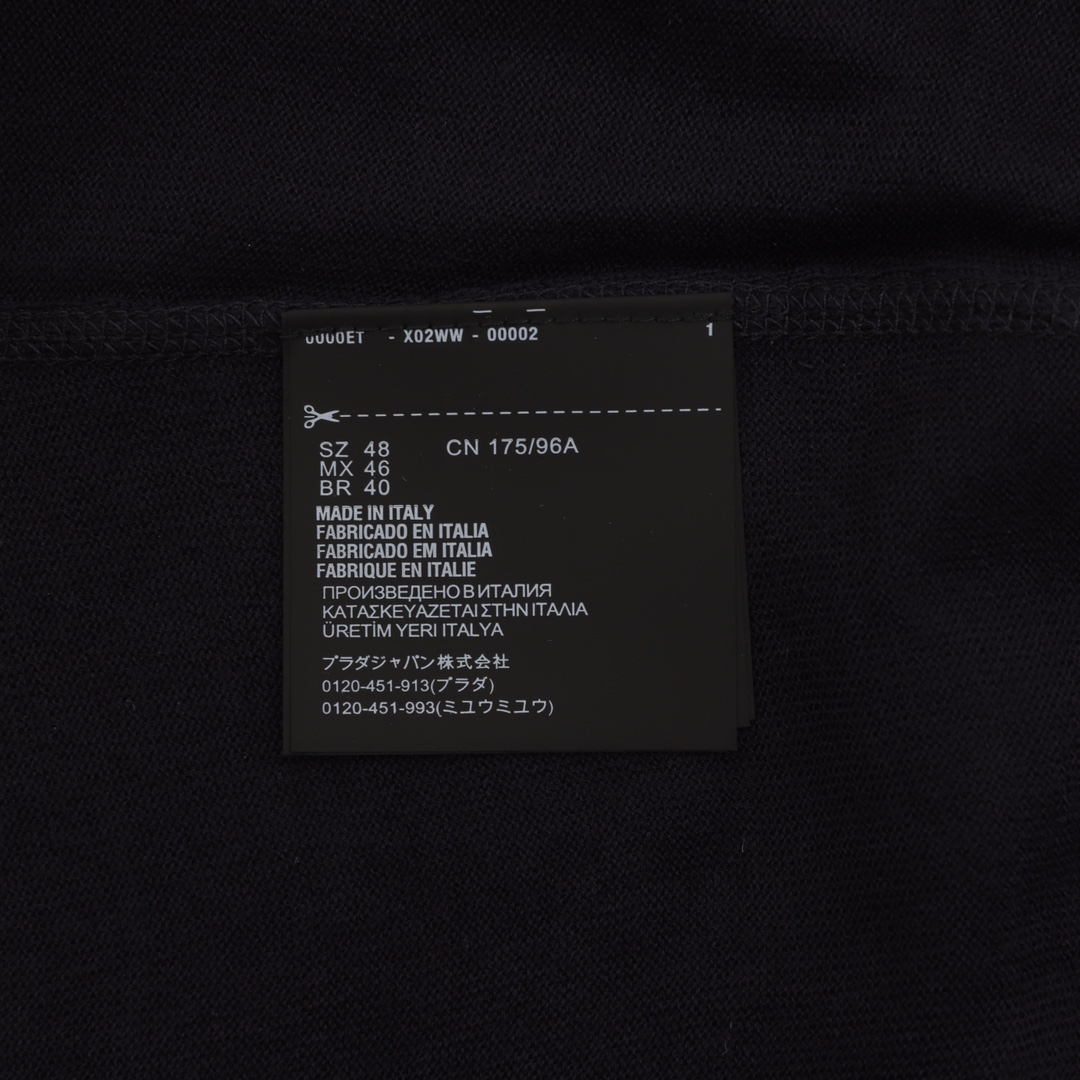 0000ET - X02WW - 00002 1
SZ 48 CN 175/96A
MX 46
BR 40
MADE IN ITALY
FABRICADO EN ITALIA
FABRICADO EM ITALIA
FABRIQUE EN ITALIE
ПРОИЗВЕДЕНО В ИТАЛИЯ
ΚΑΤΑΣΚΕΥΑΖΕΤΑΙ ΣΤΗΝ ΙΤΑΛΙΑ
ÜRETİM YERI ITALYA
プラダジャパン株式会社
0120-451-913(プラダ)
0120-451-993(ミユウミユウ)